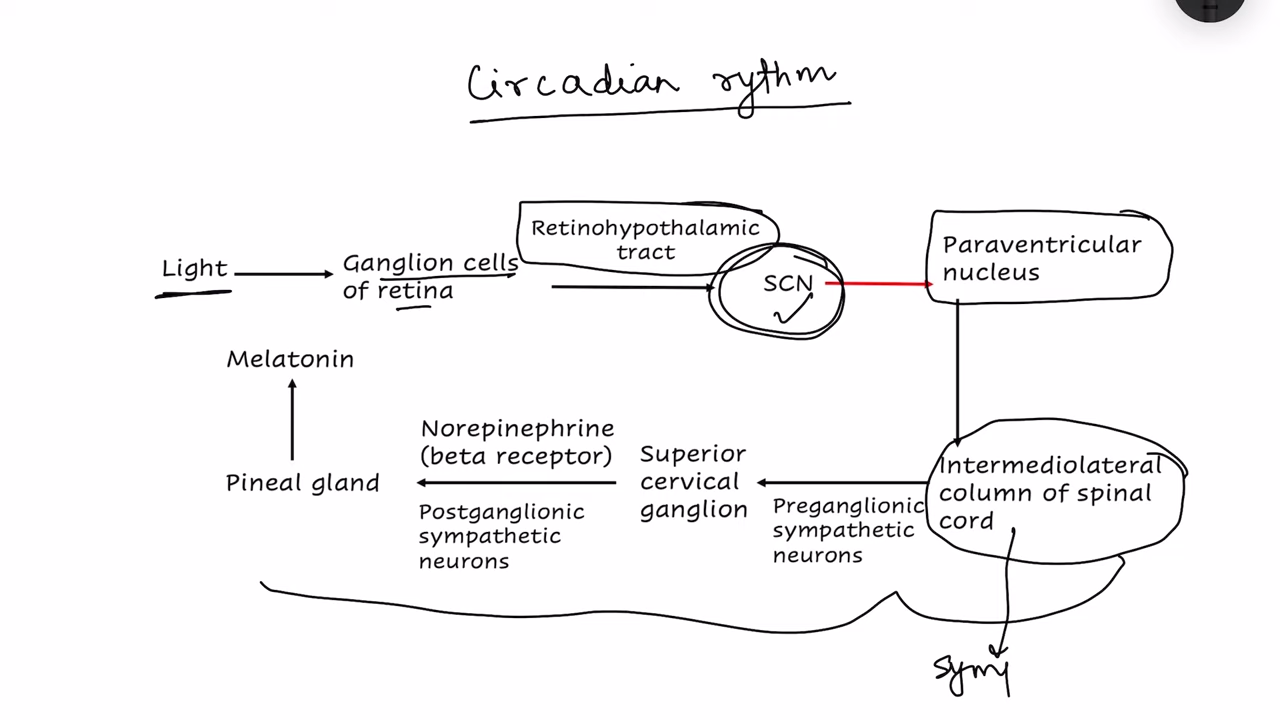 Circadian rythm
Retinohypothalamic
tract
Light
Ganglion cells
of retina
SCN
Paraventricular
nucleus
Melatonin
Pineal gland
Norepinephrine
(beta receptor)
Postganglionic
sympathetic
neurons
Superior
cervical
ganglion
Preganglionic
sympathetic
neurons
Intermediolateral
column of spinal
cord